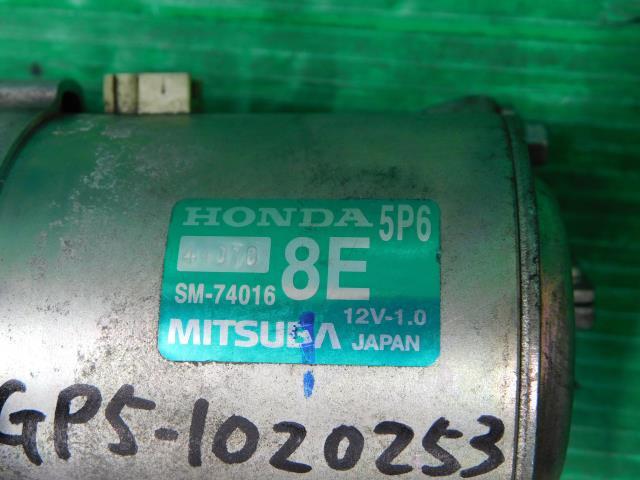 HONDA 5P6
8E
SM-74016
12V-1.0
MITSUBA JAPAN
GP5-1020253